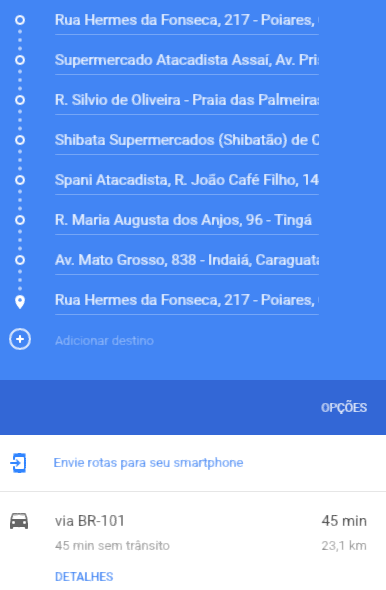 Rua Hermes da Fonseca, 217 - Poiares,
Supermercado Atacadista Assaí, Av. Pri
R. Silvio de Oliveira - Praia das Palmeiras
Shibata Supermercados (Shibatão) de C
Spani Atacadista, R. João Café Filho, 14
R. Maria Augusta dos Anjos, 96 - Tingá
Av. Mato Grosso, 838 - Indaiá, Caraguata
Rua Hermes da Fonseca, 217 - Poiares,
Adicionar destino
OPÇÕES
Envie rotas para seu smartphone
via BR-101 45 min
45 min sem trânsito 23,1 km
DETALHES